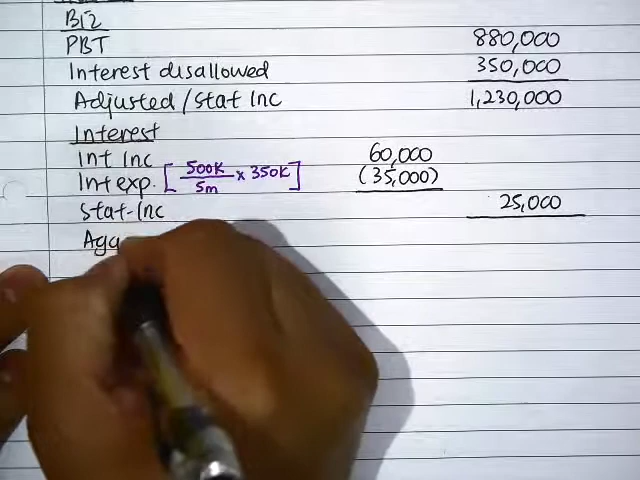 Biz
PBT 880,000
Interest disallowed 350,000
Adjusted/Stat Inc 1,230,000
Interest
Int Inc 60,000
Int exp. [500K/5m x 350K] (35,000)
Stat-Inc 25,000
Agg